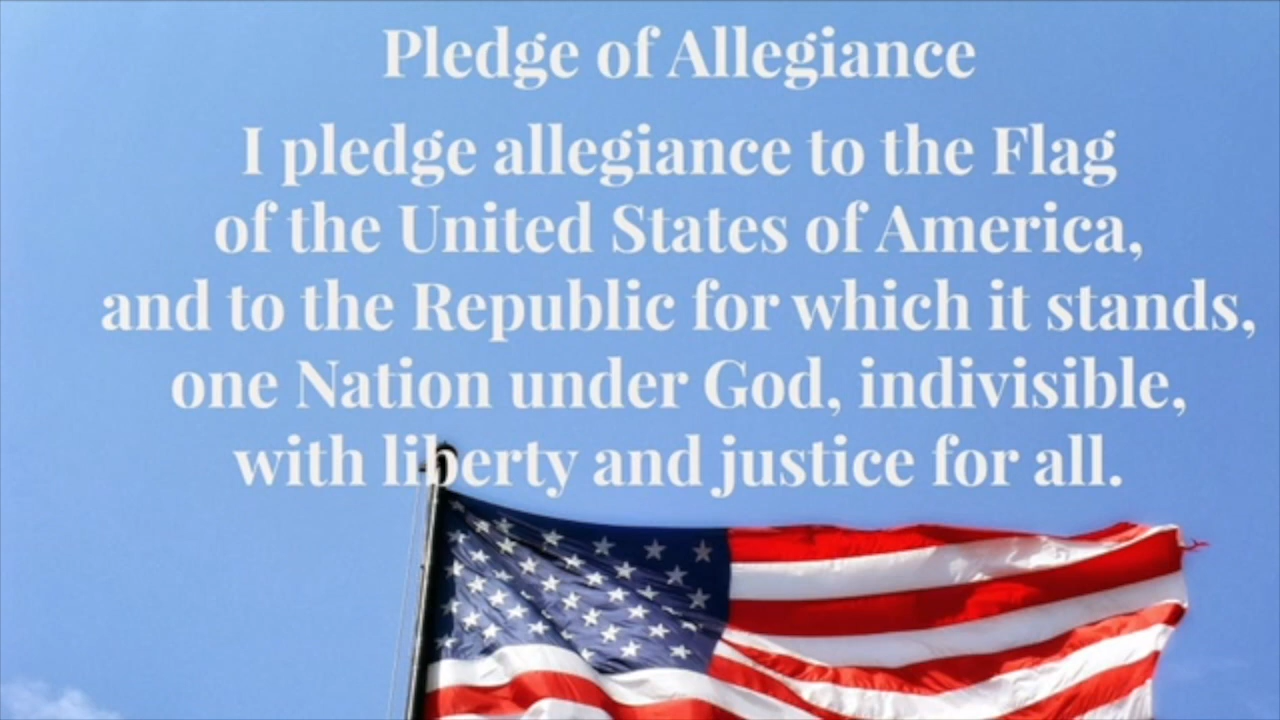 Pledge of Allegiance
I pledge allegiance to the Flag
of the United States of America,
and to the Republic for which it stands,
one Nation under God, indivisible,
with liberty and justice for all.